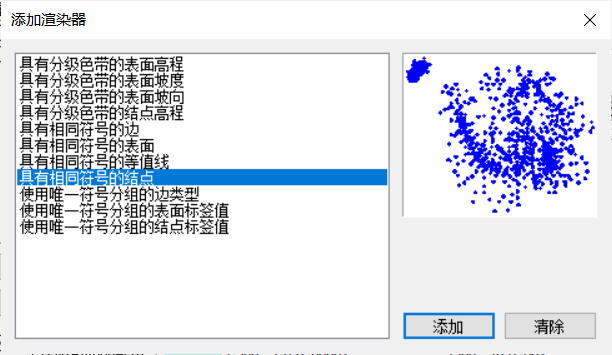 添加渲染器
具有分级色带的表面高程
具有分级色带的表面坡度
具有分级色带的表面坡向
具有分级色带的结点高程
具有相同符号的边
具有相同符号的表面
具有相同符号的等值线
具有相同符号的结点
使用唯一符号分组的边类型
使用唯一符号分组的表面标签值
使用唯一符号分组的结点标签值
添加
清除